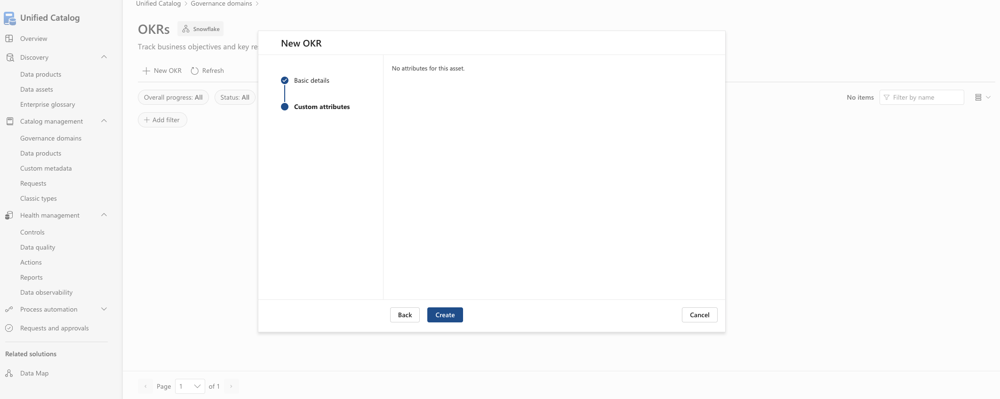 Unified Catalog > Governance domains >
Unified Catalog
Overview
Discovery
Data products
Data assets
Enterprise glossary
Catalog management
Governance domains
Data products
Custom metadata
Requests
Classic types
Health management
Controls
Data quality
Actions
Reports
Data observability
Process automation
Requests and approvals
Related solutions
Data Map
OKRs Snowflake
Track business objectives and key
New OKR Refresh
Overall progress: All Status: All
Add filter
No items Filter by name
New OKR
Basic details
Custom attributes
No attributes for this asset.
Back Create Cancel
Page 1 of 1